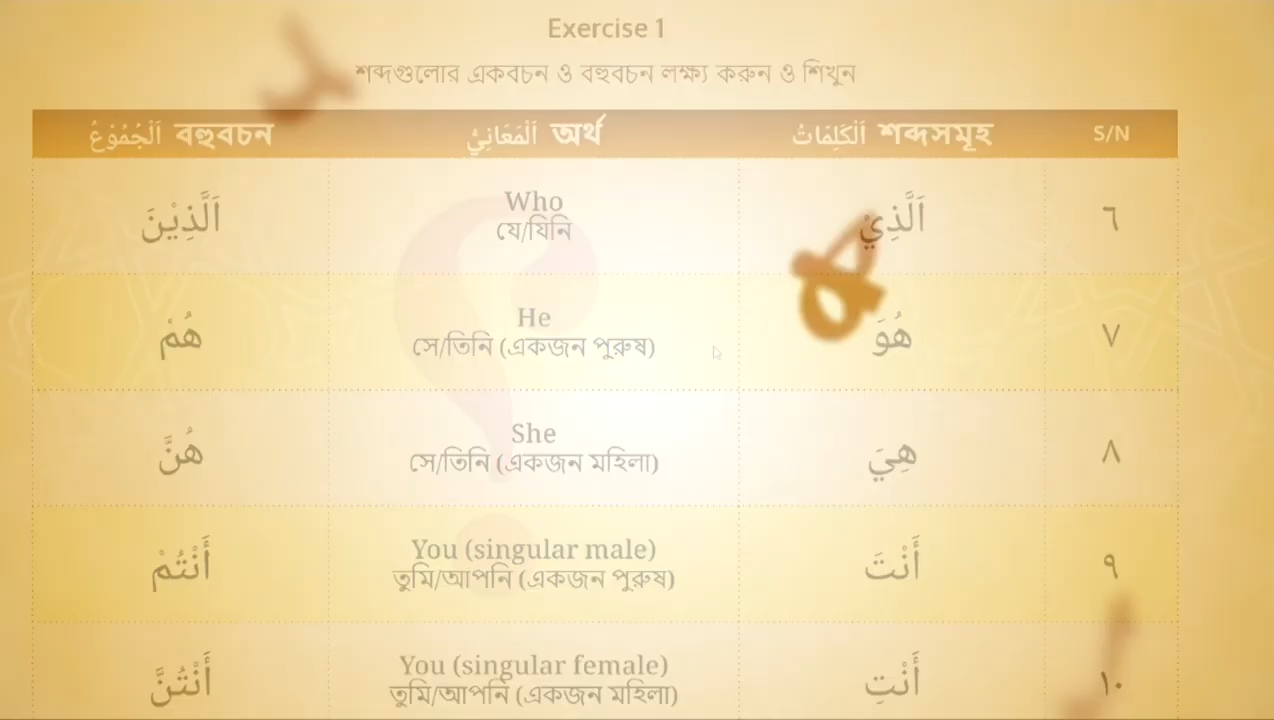 Exercise 1
শব্দগুলোর একবচন ও বহুবচন লক্ষ্য করুন ও শিখুন
S/N اَلْكَلِمَاتُ শব্দসমূহ اَلْمَعَانِيْ অর্থ اَلْجُمُوْعُ বহুবচন
٦ اَلَّذِيْ Who اَلَّذِيْنَ
যে/যিনি
٧ هُوَ He هُمْ
সে/তিনি (একজন পুরুষ)
٨ هِيَ She هُنَّ
সে/তিনি (একজন মহিলা)
٩ أَنْتَ You (singular male) أَنْتُمْ
তুমি/আপনি (একজন পুরুষ)
١٠ أَنْتِ You (singular female) أَنْتُنَّ
তুমি/আপনি (একজন মহিলা)